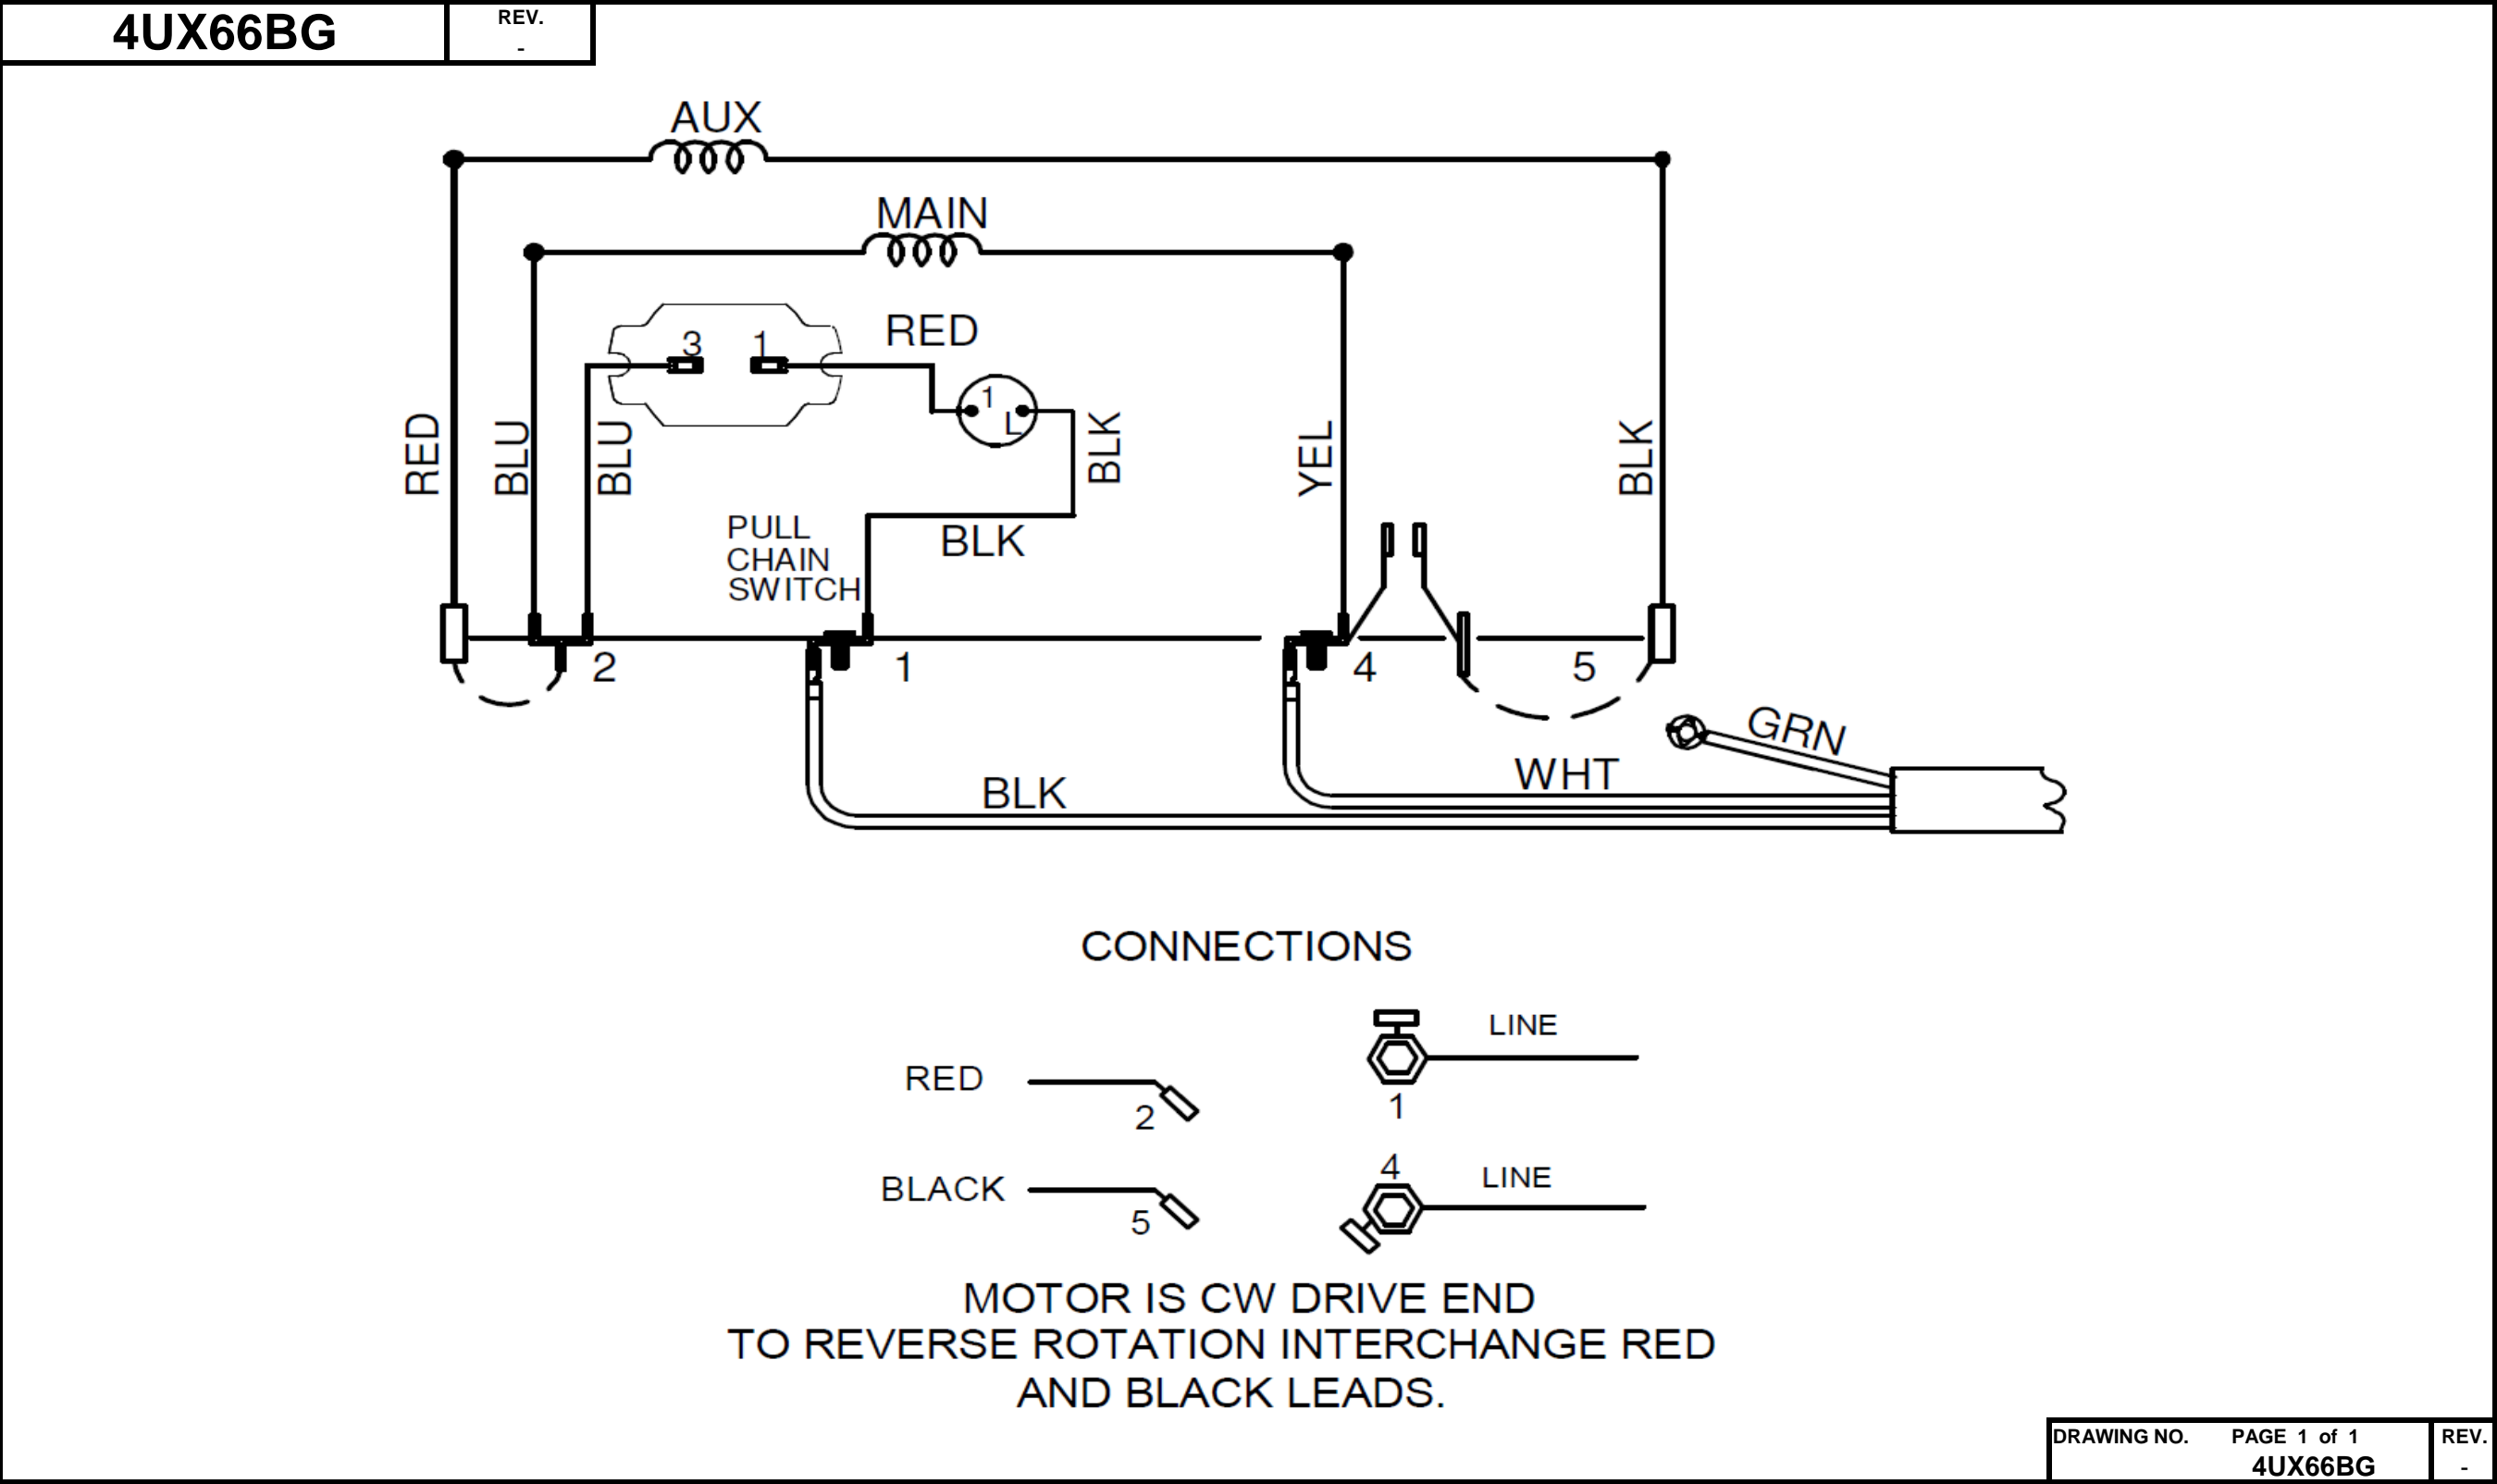 4UX66BG
REV.
-
AUX
MAIN
3
1
RED
1
L
RED
BLU
BLU
BLK
YEL
BLK
PULL
CHAIN
SWITCH
BLK
2
1
4
5
GRN
WHT
BLK
CONNECTIONS
LINE
RED
2
1
4
LINE
BLACK
5
MOTOR IS CW DRIVE END
TO REVERSE ROTATION INTERCHANGE RED
AND BLACK LEADS.
DRAWING NO. PAGE 1 of 1
REV.
4UX66BG
-